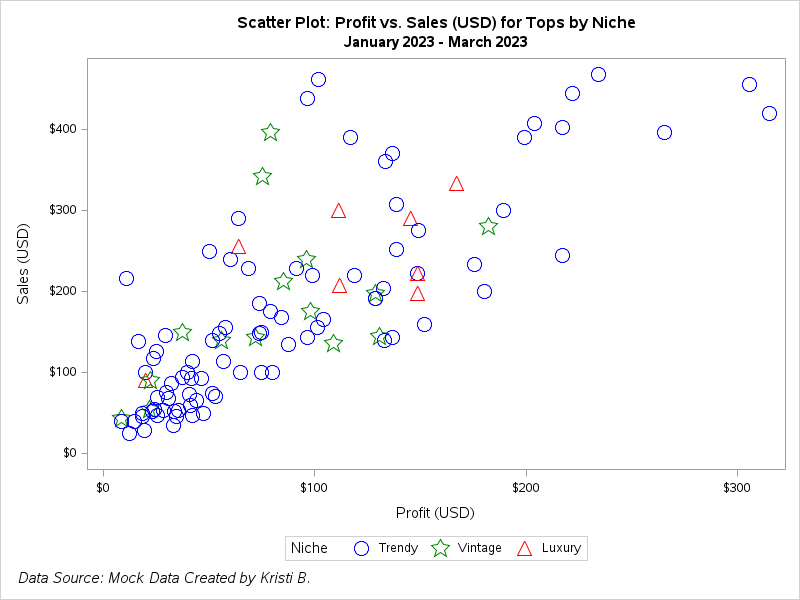 Scatter Plot: Profit vs. Sales (USD) for Tops by Niche
January 2023 - March 2023
Sales (USD)
$400
$300
$200
$100
$0
$0 $100 $200 $300
Profit (USD)
Niche Trendy Vintage Luxury
Data Source: Mock Data Created by Kristi B.